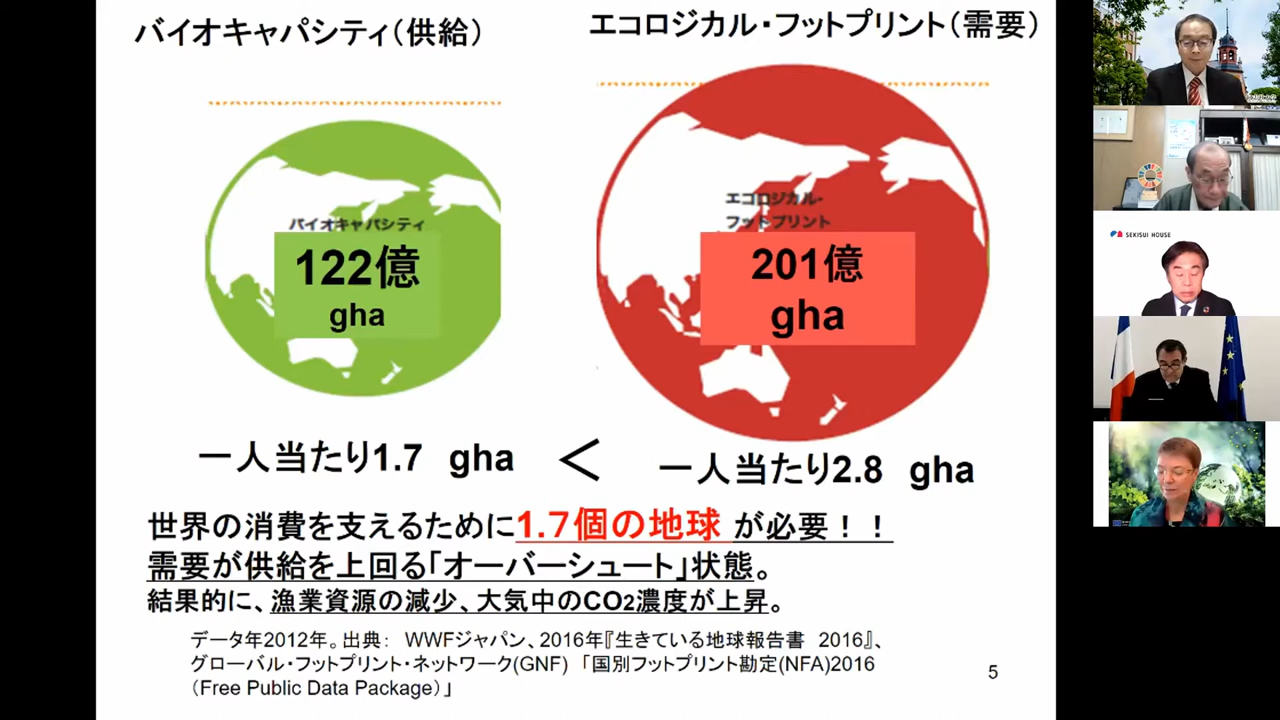 バイオキャパシティ（供給）
エコロジカル・フットプリント（需要）
バイオキャパシティ
122億
gha
エコロジカル・
フットプリント
201億
gha
一人当たり1.7 gha
＜
一人当たり2.8 gha
世界の消費を支えるために1.7個の地球 が必要！！
需要が供給を上回る「オーバーシュート」状態。
結果的に、漁業資源の減少、大気中のCO2濃度が上昇。
データ年2012年。出典： WWFジャパン、2016年『生きている地球報告書 2016』、
グローバル・フットプリント・ネットワーク(GNF) 「国別フットプリント勘定(NFA)2016
（Free Public Data Package）」
5
SEKISUI HOUSE